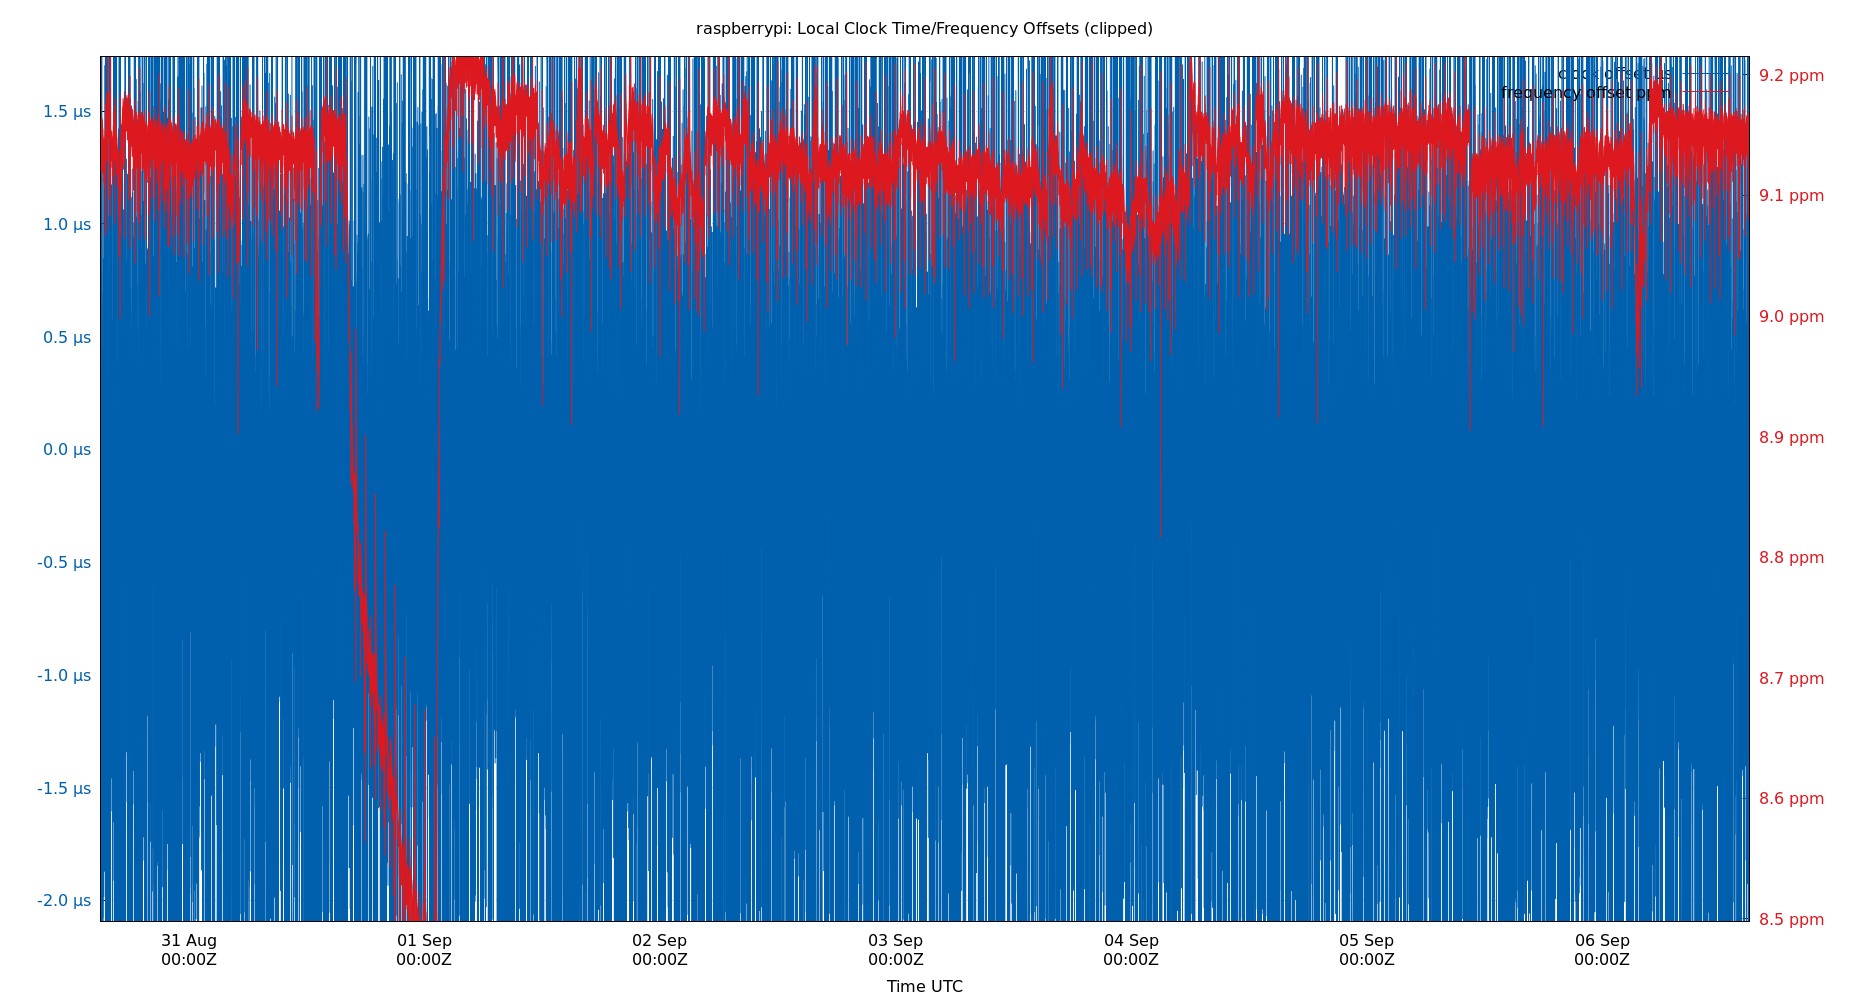 raspberrypi: Local Clock Time/Frequency Offsets (clipped)
clock offset µs
frequency offset ppm
1.5 µs
1.0 µs
0.5 µs
0.0 µs
-0.5 µs
-1.0 µs
-1.5 µs
-2.0 µs
9.2 ppm
9.1 ppm
9.0 ppm
8.9 ppm
8.8 ppm
8.7 ppm
8.6 ppm
8.5 ppm
31 Aug 01 Sep 02 Sep 03 Sep 04 Sep 05 Sep 06 Sep
00:00Z 00:00Z 00:00Z 00:00Z 00:00Z 00:00Z 00:00Z
Time UTC